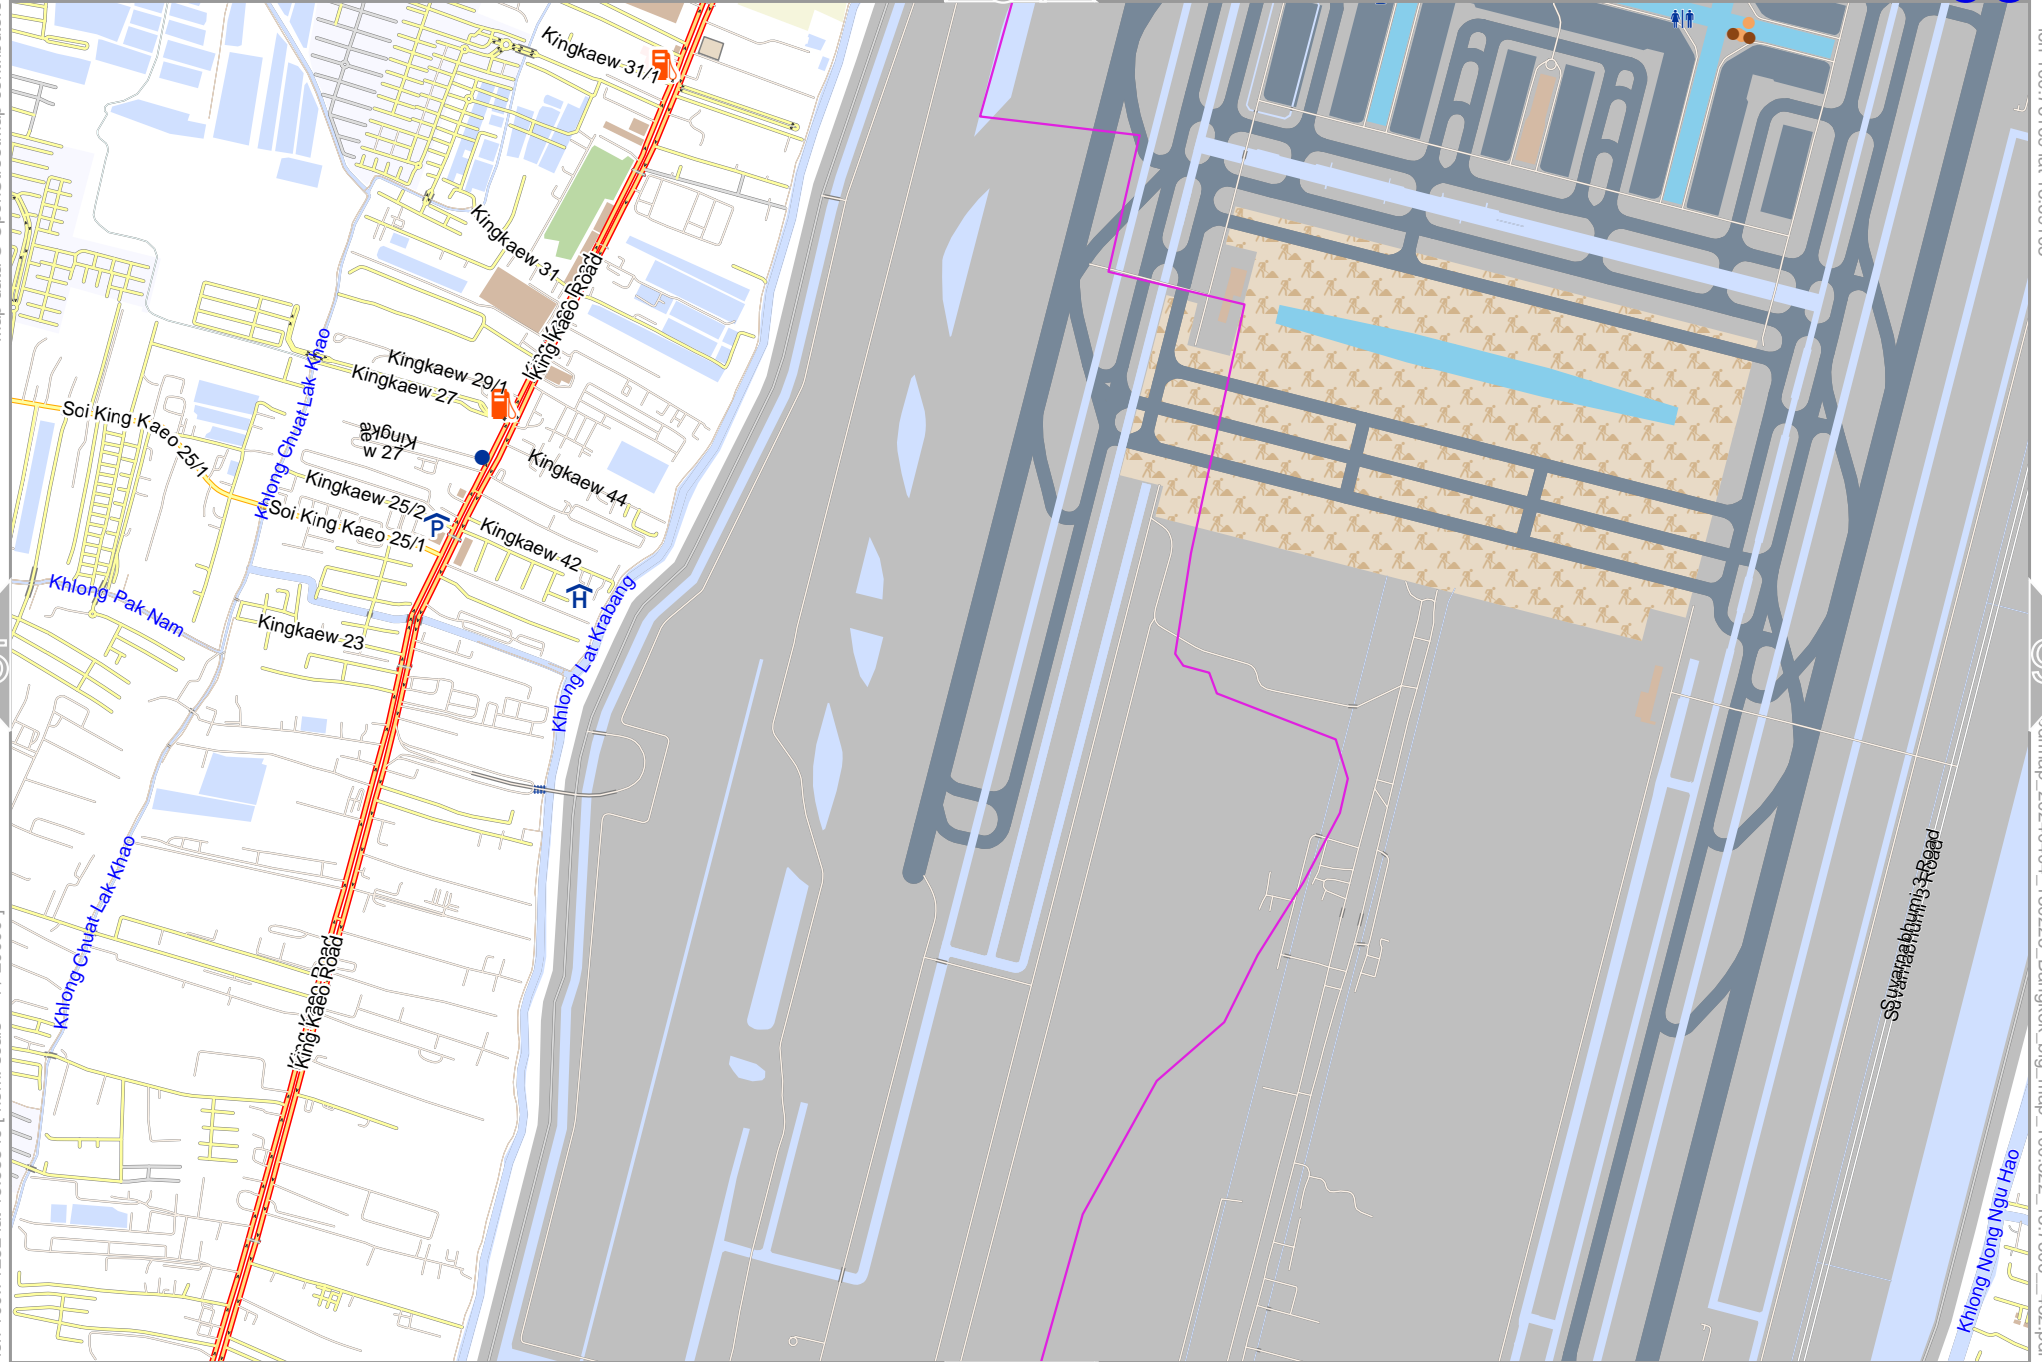 Kingkaew 31/1
Kingkaew 31
King Kaeo Road
King Kaeo Road
Khlong Chuat Lak Khao
Kingkaew 29/1
Kingkaew 27
Soi King Kaeo 25/1
Kingka
ae
w 27
Kingkaew 44
Kingkaew 25/2
P
Soi King Kaeo 25/1
Kingkaew 42
H
Khlong Pak Nam
Kingkaew 23
Khlong Lat Krabang
Khlong Chuat Lak Khao
King Kaeo Road
King Kaeo Road
Suvarnabhumi 3 Road
Suvarnabhumi 3 Road
Khlong Nong Ngu Hao